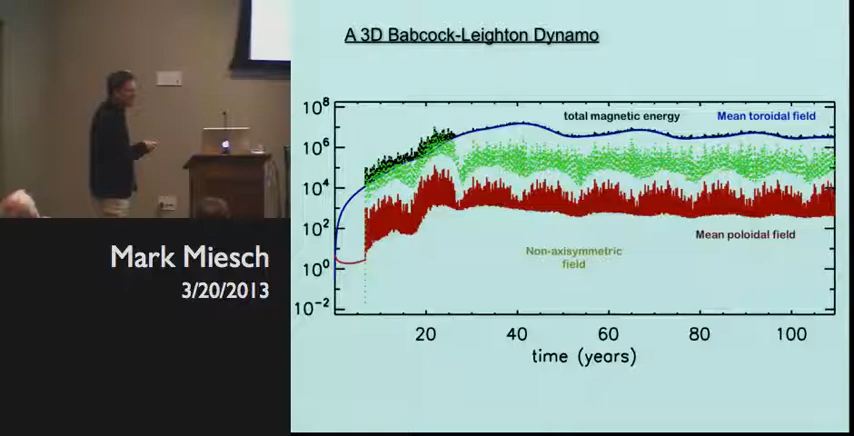 A 3D Babcock-Leighton Dynamo
10^8
10^6
10^4
10^2
10^0
10^-2
total magnetic energy
Mean toroidal field
Mean poloidal field
Non-axisymmetric
field
20
40
60
80
100
time (years)
Mark Miesch
3/20/2013